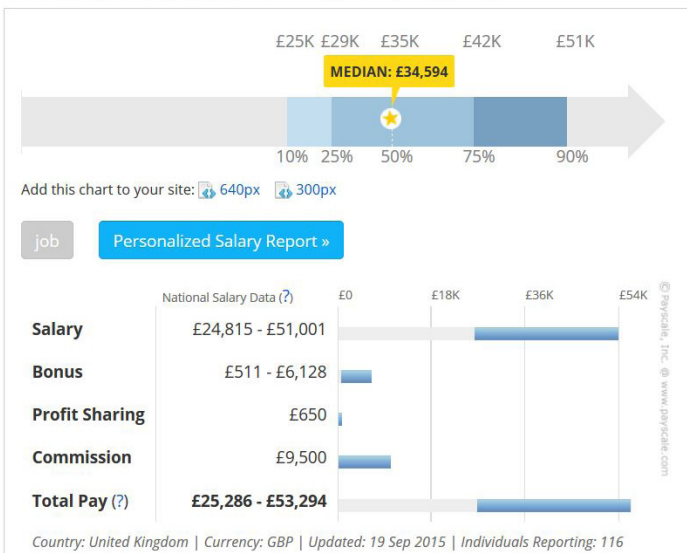 £25K £29K £35K £42K £51K
MEDIAN: £34,594
10% 25% 50% 75% 90%
Add this chart to your site: 640px 300px
job Personalized Salary Report »
National Salary Data (?) £0 £18K £36K £54K
Salary £24,815 - £51,001
Bonus £511 - £6,128
Profit Sharing £650
Commission £9,500
Total Pay (?) £25,286 - £53,294
Country: United Kingdom | Currency: GBP | Updated: 19 Sep 2015 | Individuals Reporting: 116
© Payscale, Inc. @ www.payscale.com